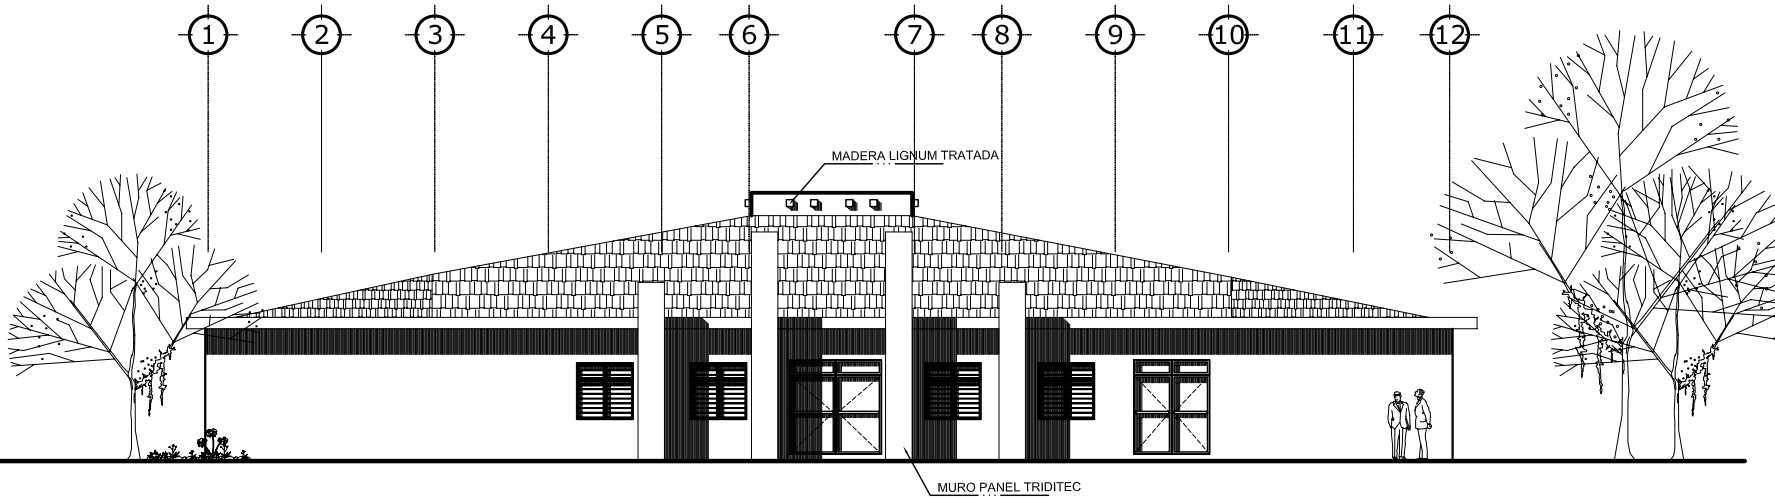 1 2 3 4 5 6 7 8 9 10 11 12
MADERA LIGNUM TRATADA
MURO PANEL TRIDITEC